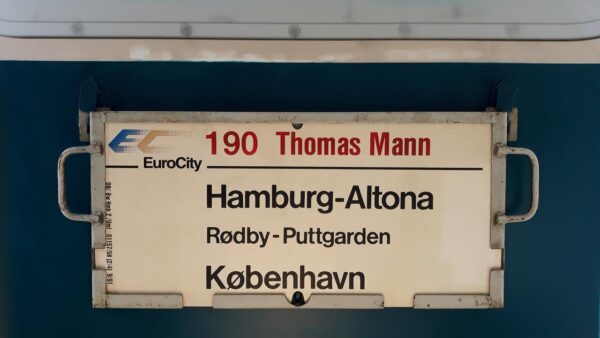 EC
190 Thomas Mann
EuroCity
Hamburg-Altona
Rødby-Puttgarden
København